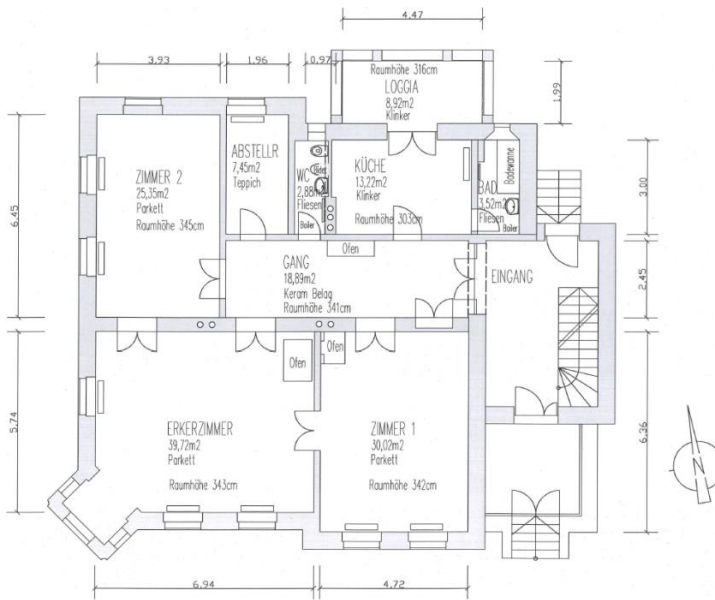 4.47
3.93
1.96
0.97
Raumhöhe 316cm
LOGGIA
8,92m2
Klinker
1.99
6.45
ZIMMER 2
25,35m2
Parkett
Raumhöhe 345cm
ABSTELLR
7,45m2
Teppich
WC
2,88m2
Fliesen
Boiler
Bidet
KÜCHE
13,22m2
Klinker
Raumhöhe 303cm
BAD
3,52m2
Fliesen
Boiler
Badewanne
3.00
Ofen
GANG
18,89m2
Keram Belag
Raumhöhe 341cm
EINGANG
2.45
5.74
Ofen
Ofen
ERKERZIMMER
39,72m2
Parkett
Raumhöhe 343cm
ZIMMER 1
30,02m2
Parkett
Raumhöhe 342cm
6.36
N
6.94
4.72